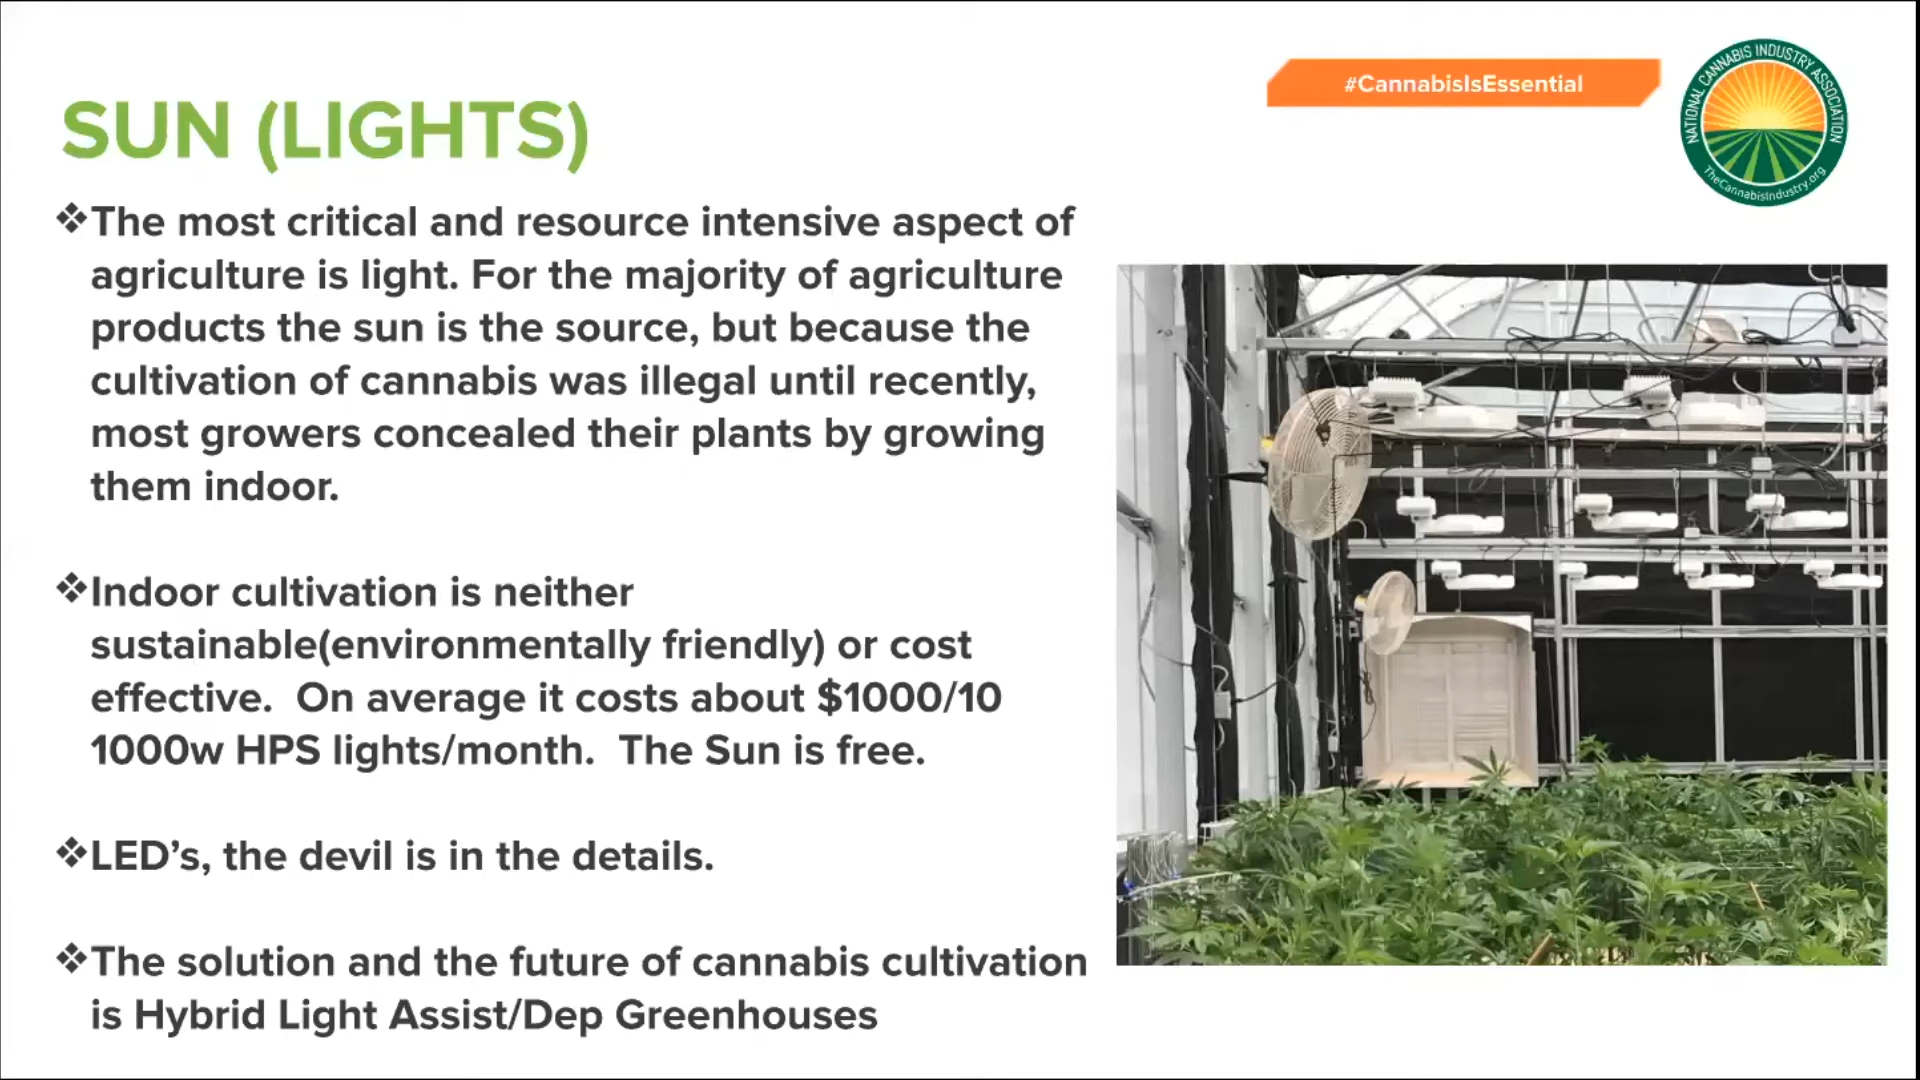 #CannabisIsEssential
NATIONAL CANNABIS INDUSTRY ASSOCIATION
TheCannabisIndustry.org
SUN (LIGHTS)
❖The most critical and resource intensive aspect of
agriculture is light. For the majority of agriculture
products the sun is the source, but because the
cultivation of cannabis was illegal until recently,
most growers concealed their plants by growing
them indoor.
❖Indoor cultivation is neither
sustainable(environmentally friendly) or cost
effective.  On average it costs about $1000/10
1000w HPS lights/month.  The Sun is free.
❖LED’s, the devil is in the details.
❖The solution and the future of cannabis cultivation
is Hybrid Light Assist/Dep Greenhouses